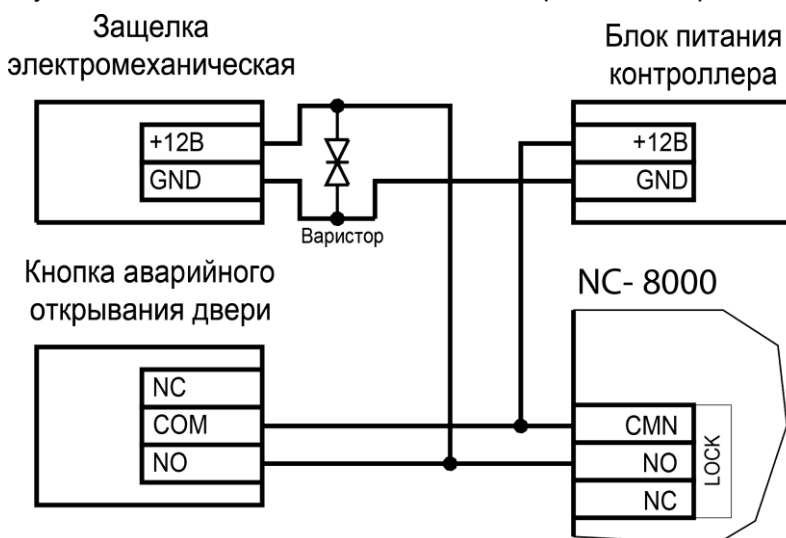 Защелка
электромеханическая
+12В
GND
Варистор
Блок питания
контроллера
+12В
GND
Кнопка аварийного
открывания двери
NC
COM
NO
NC- 8000
CMN
NO
NC
LOCK